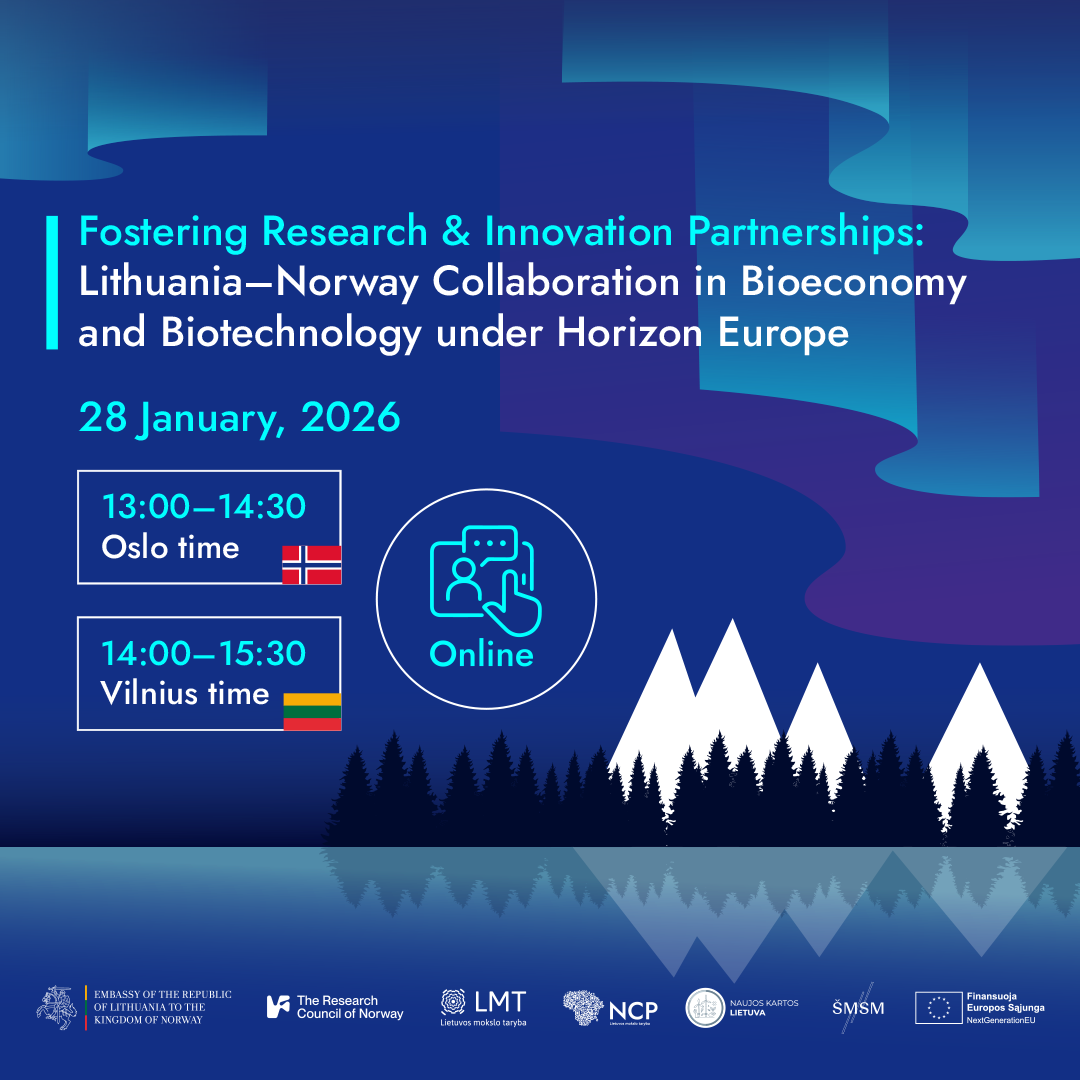 Fostering Research & Innovation Partnerships:
Lithuania–Norway Collaboration in Bioeconomy
and Biotechnology under Horizon Europe
28 January, 2026
13:00–14:30
Oslo time
14:00–15:30
Vilnius time
Online
EMBASSY OF THE REPUBLIC
OF LITHUANIA TO THE
KINGDOM OF NORWAY
The Research
Council of Norway
LMT
Lietuvos mokslo taryba
NCP
Lietuvos mokslo taryba
NAUJOS KARTOS
LIETUVA
ŠMSM
Finansuoja
Europos Sąjunga
NextGenerationEU